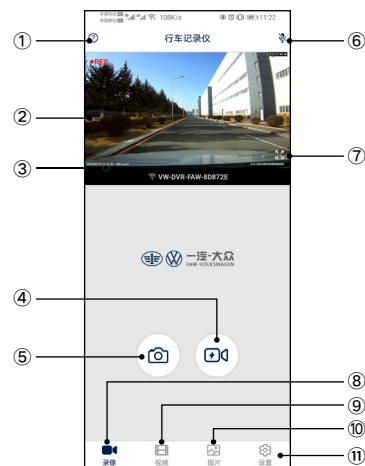 108K/s 11:22
① 行车记录仪 ⑥
REC
②
⑦
③
VW-DVR-FAW-8D872E
一汽-大众
FAW-VOLKSWAGEN
④
⑤
⑧
⑨
⑩
录像 视频 图片 设置 ⑪